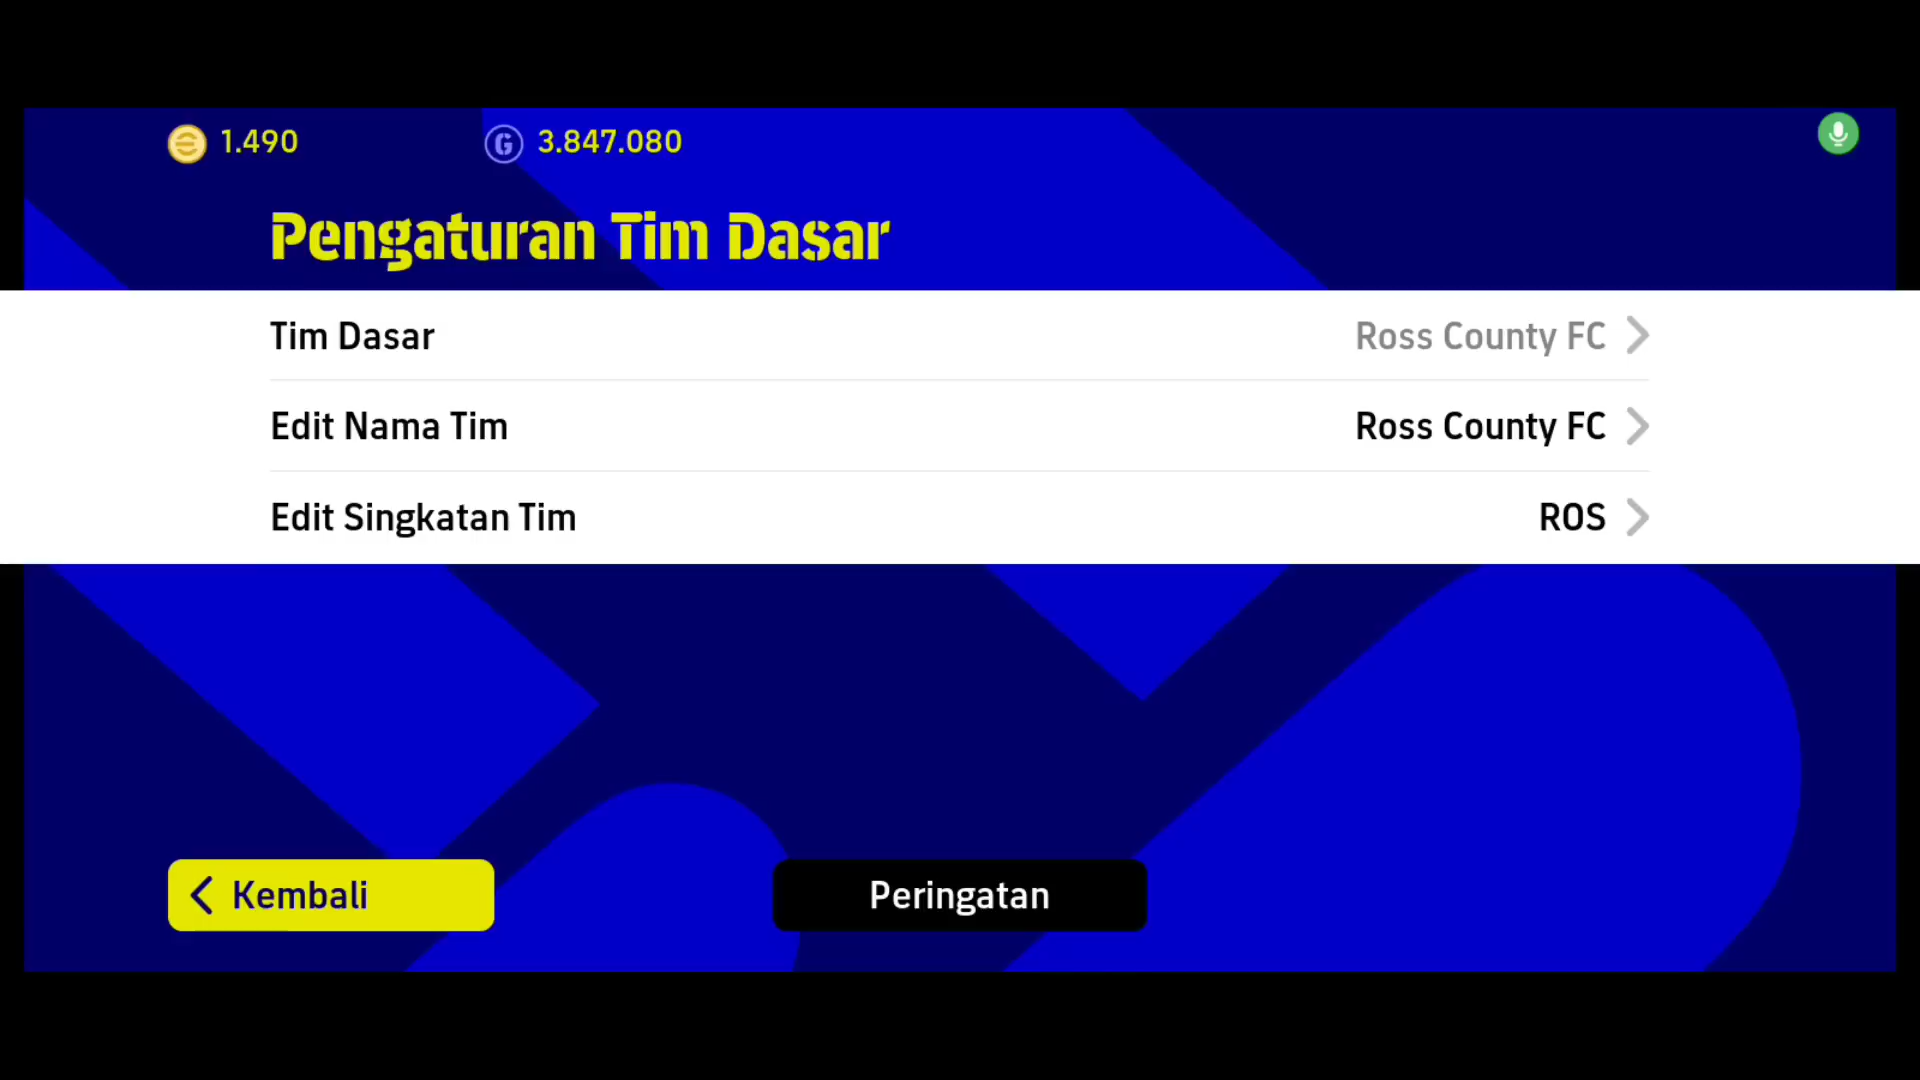 1.490
G 3.847.080
Pengaturan Tim Dasar
Tim Dasar Ross County FC
Edit Nama Tim Ross County FC
Edit Singkatan Tim ROS
Kembali
Peringatan